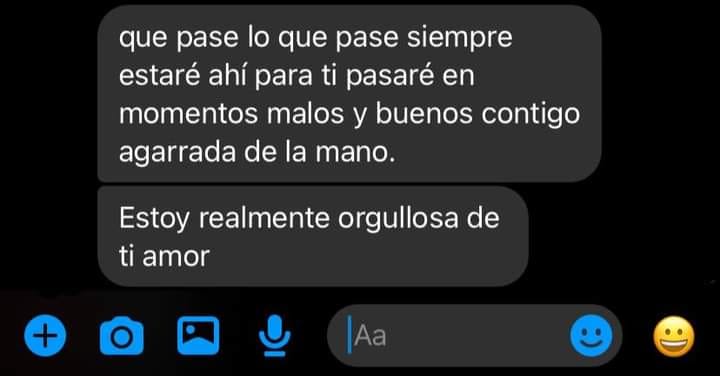 que pase lo que pase siempre
estaré ahí para ti pasaré en
momentos malos y buenos contigo
agarrada de la mano.
Estoy realmente orgullosa de
ti amor
Aa